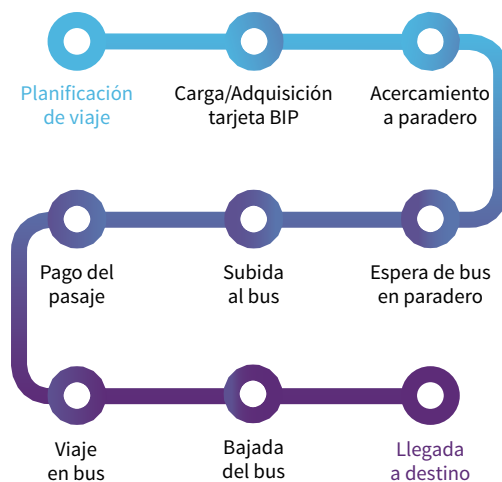 Planificación
de viaje
Carga/Adquisición
tarjeta BIP
Acercamiento
a paradero
Pago del
pasaje
Subida
al bus
Espera de bus
en paradero
Viaje
en bus
Bajada
del bus
Llegada
a destino